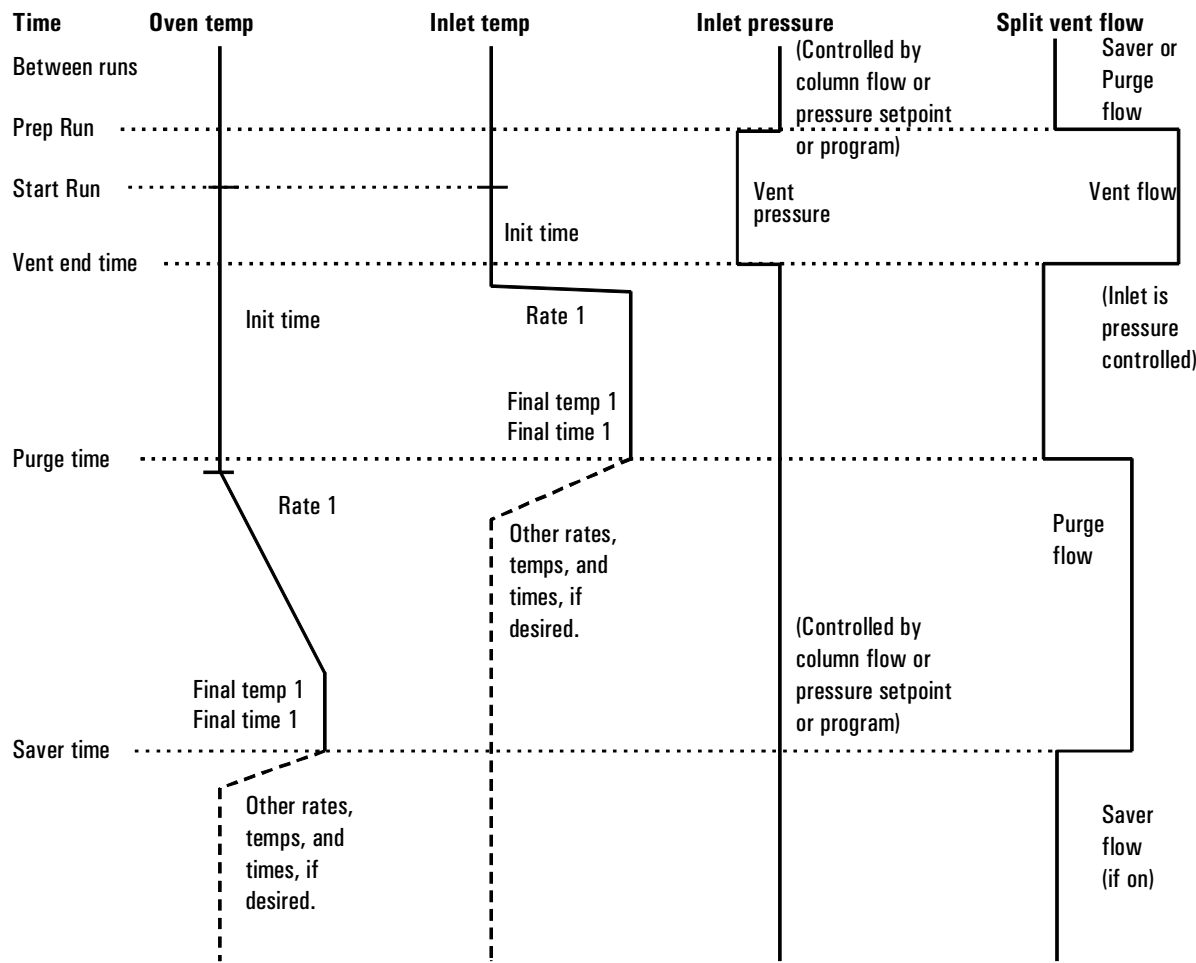 Time Oven temp Inlet temp Inlet pressure Split vent flow
Between runs
(Controlled by
column flow or
pressure setpoint
or program)
Saver or
Purge
flow
Prep Run
Start Run
Vent
pressure
Vent flow
Init time
Vent end time
Init time
Rate 1
(Inlet is
pressure
controlled)
Final temp 1
Final time 1
Purge time
Rate 1
Other rates,
temps, and
times, if
desired.
Purge
flow
(Controlled by
column flow or
pressure setpoint
or program)
Final temp 1
Final time 1
Saver time
Other rates,
temps, and
times, if
desired.
Saver
flow
(if on)